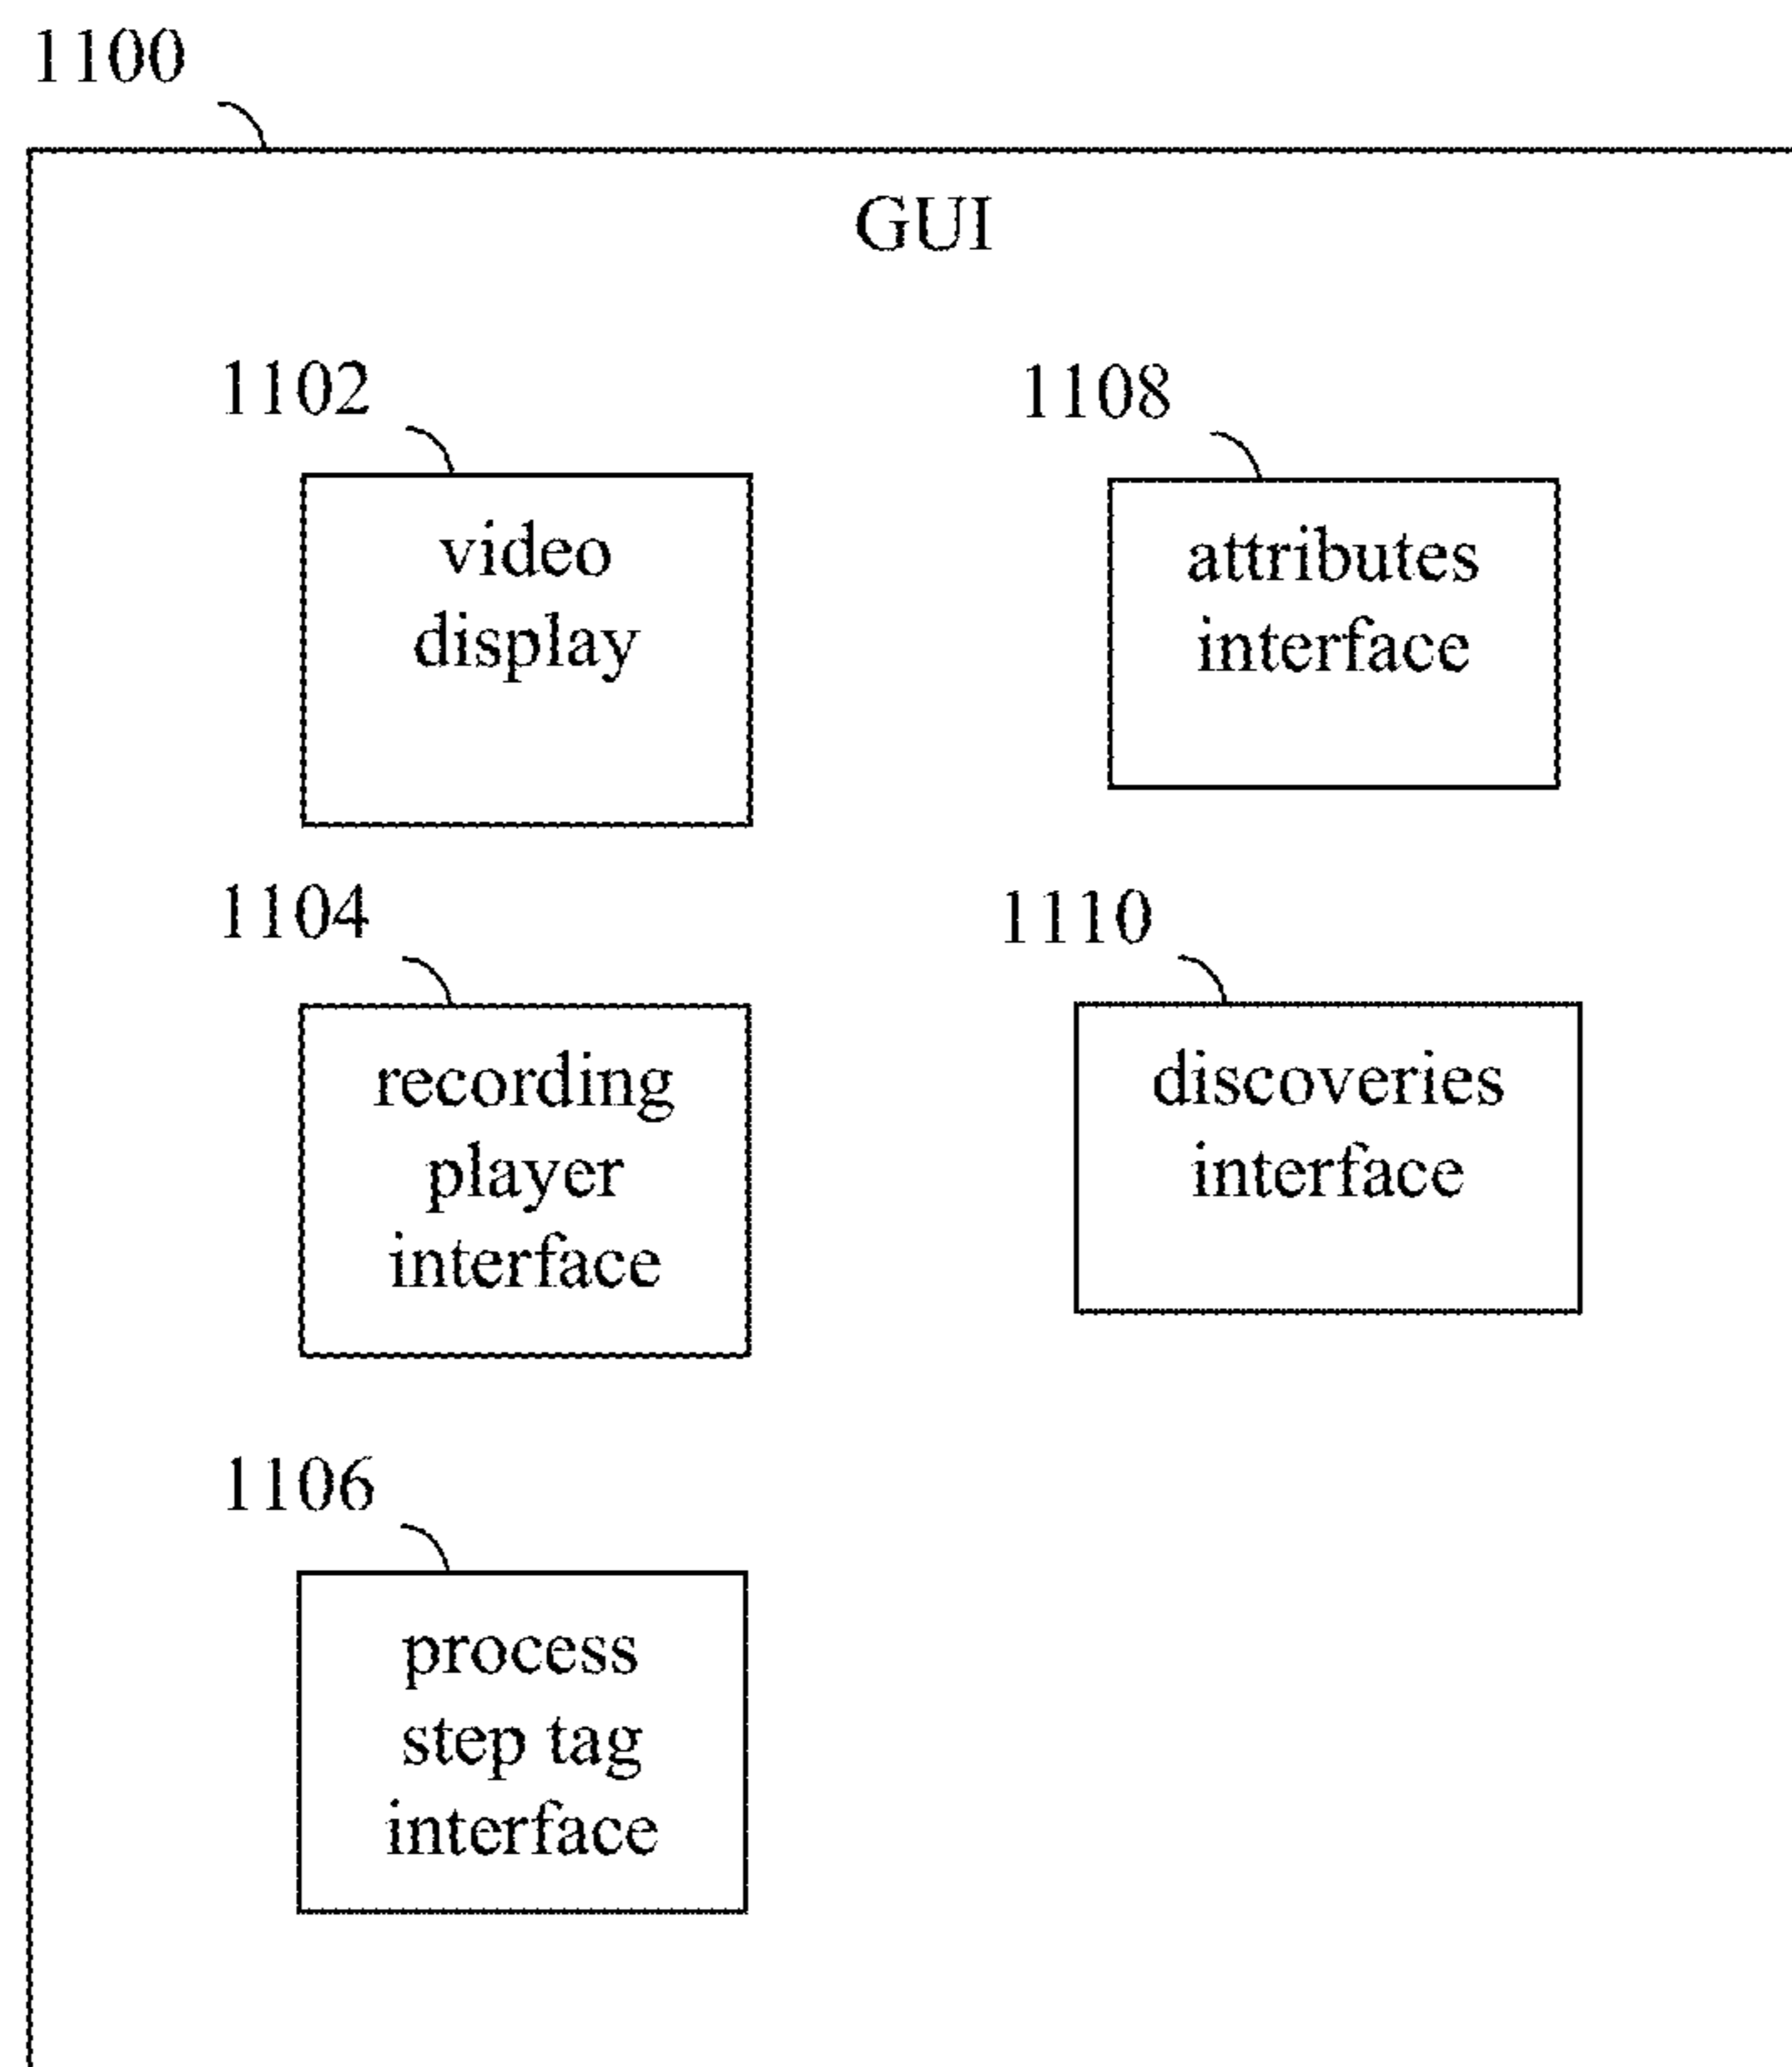 1100
GUI
1102
video
display
1104
recording
player
interface
1106
process
step tag
interface
1108
attributes
interface
1110
discoveries
interface